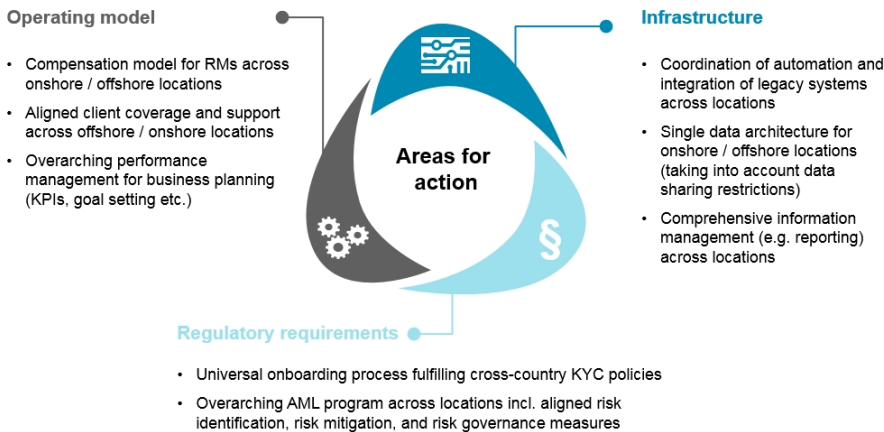 Operating model
• Compensation model for RMs across
onshore / offshore locations
• Aligned client coverage and support
across offshore / onshore locations
• Overarching performance
management for business planning
(KPIs, goal setting etc.)
Areas for
action
§
Infrastructure
• Coordination of automation and
integration of legacy systems
across locations
• Single data architecture for
onshore / offshore locations
(taking into account data
sharing restrictions)
• Comprehensive information
management (e.g. reporting)
across locations
Regulatory requirements
• Universal onboarding process fulfilling cross-country KYC policies
• Overarching AML program across locations incl. aligned risk
identification, risk mitigation, and risk governance measures